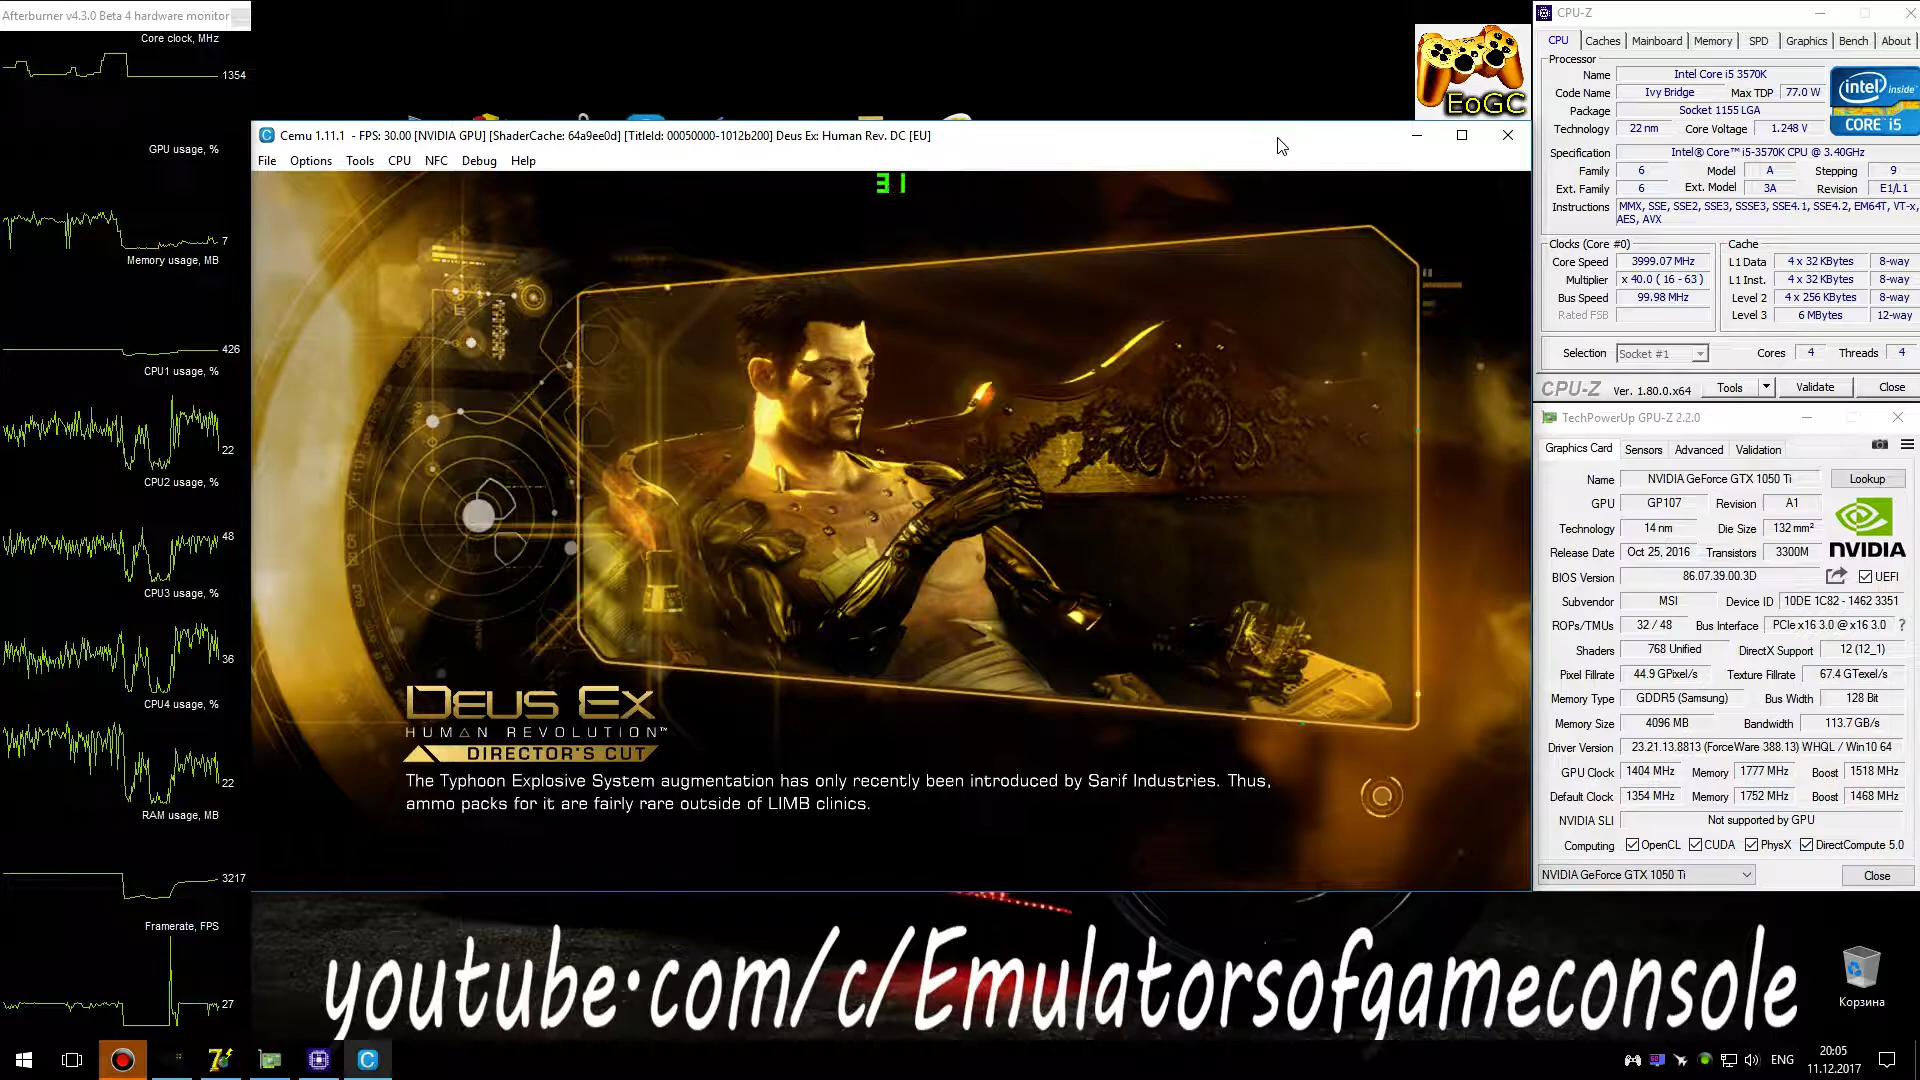 Afterburner v4.3.0 Beta 4 hardware monitor
Core clock, MHz
1354
GPU usage, %
7
Memory usage, MB
426
CPU1 usage, %
22
CPU2 usage, %
48
CPU3 usage, %
36
CPU4 usage, %
22
RAM usage, MB
3217
Framerate, FPS
27
EoGC
Cemu 1.11.1 - FPS: 30.00 [NVIDIA GPU] [ShaderCache: 64a9ee0d] [TitleId: 00050000-1012b200] Deus Ex: Human Rev. DC [EU]
File Options Tools CPU NFC Debug Help
31
DEUS EX
HUMAN REVOLUTION™
DIRECTOR'S CUT
The Typhoon Explosive System augmentation has only recently been introduced by Sarif Industries. Thus,
ammo packs for it are fairly rare outside of LIMB clinics.
CPU-Z
CPU Caches Mainboard Memory SPD Graphics Bench About
Processor
Name Intel Core i5 3570K
Code Name Ivy Bridge Max TDP 77.0 W
Package Socket 1155 LGA
Technology 22 nm Core Voltage 1.248 V
intel inside
CORE i5
Specification Intel® Core™ i5-3570K CPU @ 3.40GHz
Family 6 Model A Stepping 9
Ext. Family 6 Ext. Model 3A Revision E1/L1
Instructions MMX, SSE, SSE2, SSE3, SSSE3, SSE4.1, SSE4.2, EM64T, VT-x,
AES, AVX
Clocks (Core #0) Cache
Core Speed 3999.07 MHz L1 Data 4 x 32 KBytes 8-way
Multiplier x 40.0 ( 16 - 63 ) L1 Inst. 4 x 32 KBytes 8-way
Bus Speed 99.98 MHz Level 2 4 x 256 KBytes 8-way
Rated FSB Level 3 6 MBytes 12-way
Selection Socket #1 Cores 4 Threads 4
CPU-Z Ver. 1.80.0.x64 Tools Validate Close
TechPowerUp GPU-Z 2.2.0
Graphics Card Sensors Advanced Validation
Name NVIDIA GeForce GTX 1050 Ti Lookup
GPU GP107 Revision A1
Technology 14 nm Die Size 132 mm²
Release Date Oct 25, 2016 Transistors 3300M
NVIDIA
BIOS Version 86.07.39.00.3D UEFI
Subvendor MSI Device ID 10DE 1C82 - 1462 3351
ROPs/TMUs 32 / 48 Bus Interface PCIe x16 3.0 @ x16 3.0 ?
Shaders 768 Unified DirectX Support 12 (12_1)
Pixel Fillrate 44.9 GPixel/s Texture Fillrate 67.4 GTexel/s
Memory Type GDDR5 (Samsung) Bus Width 128 Bit
Memory Size 4096 MB Bandwidth 113.7 GB/s
Driver Version 23.21.13.8813 (ForceWare 388.13) WHQL / Win10 64
GPU Clock 1404 MHz Memory 1777 MHz Boost 1518 MHz
Default Clock 1354 MHz Memory 1752 MHz Boost 1468 MHz
NVIDIA SLI Not supported by GPU
Computing OpenCL CUDA PhysX DirectCompute 5.0
NVIDIA GeForce GTX 1050 Ti Close
youtube.com/c/Emulatorsofgameconsole
Корзина
ENG
20:05
11.12.2017